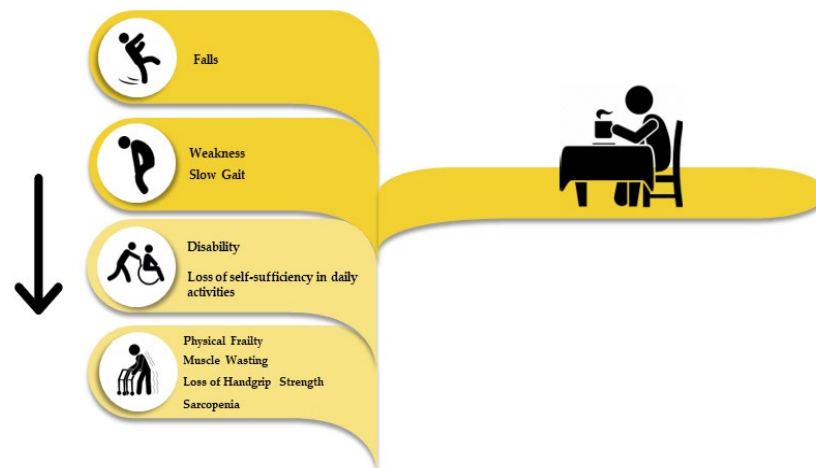 Falls
Weakness
Slow Gait
Disability
Loss of self-sufficiency in daily
activities
Physical Frailty
Muscle Wasting
Loss of Handgrip Strength
Sarcopenia